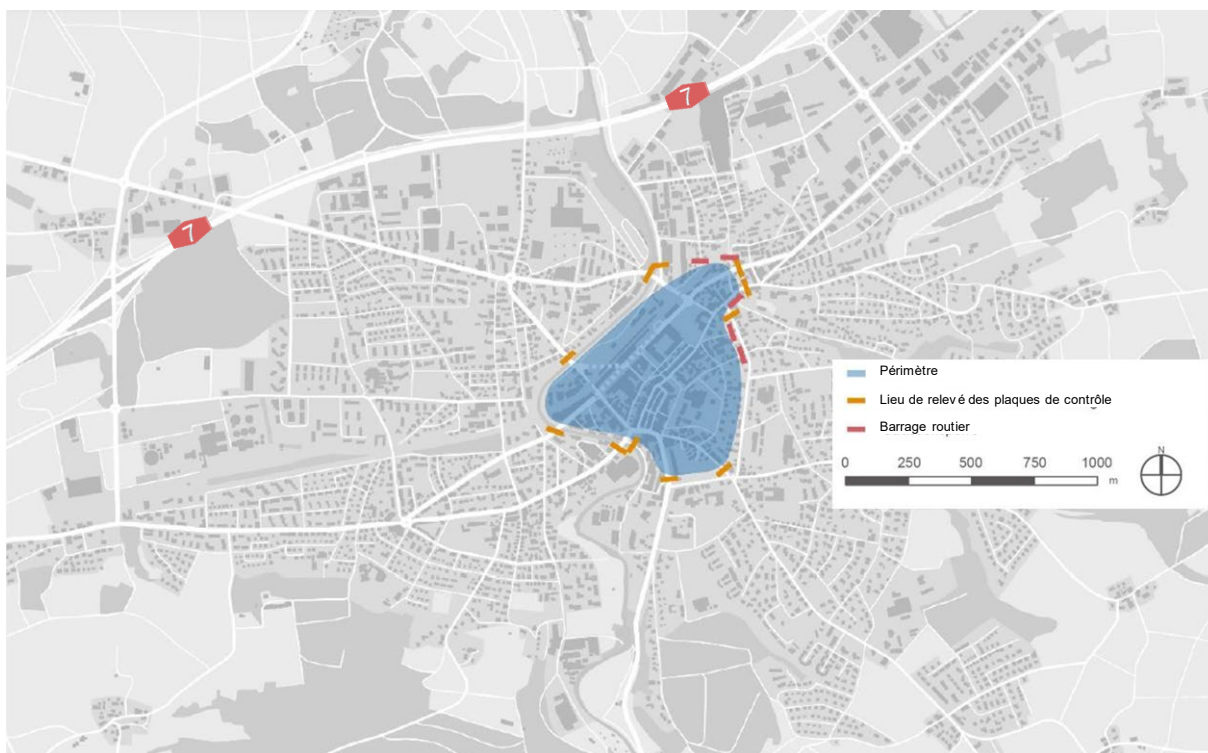 7
7
Périmètre
Lieu de relevé des plaques de contrôle
Barrage routier
N
0 250 500 750 1000
m